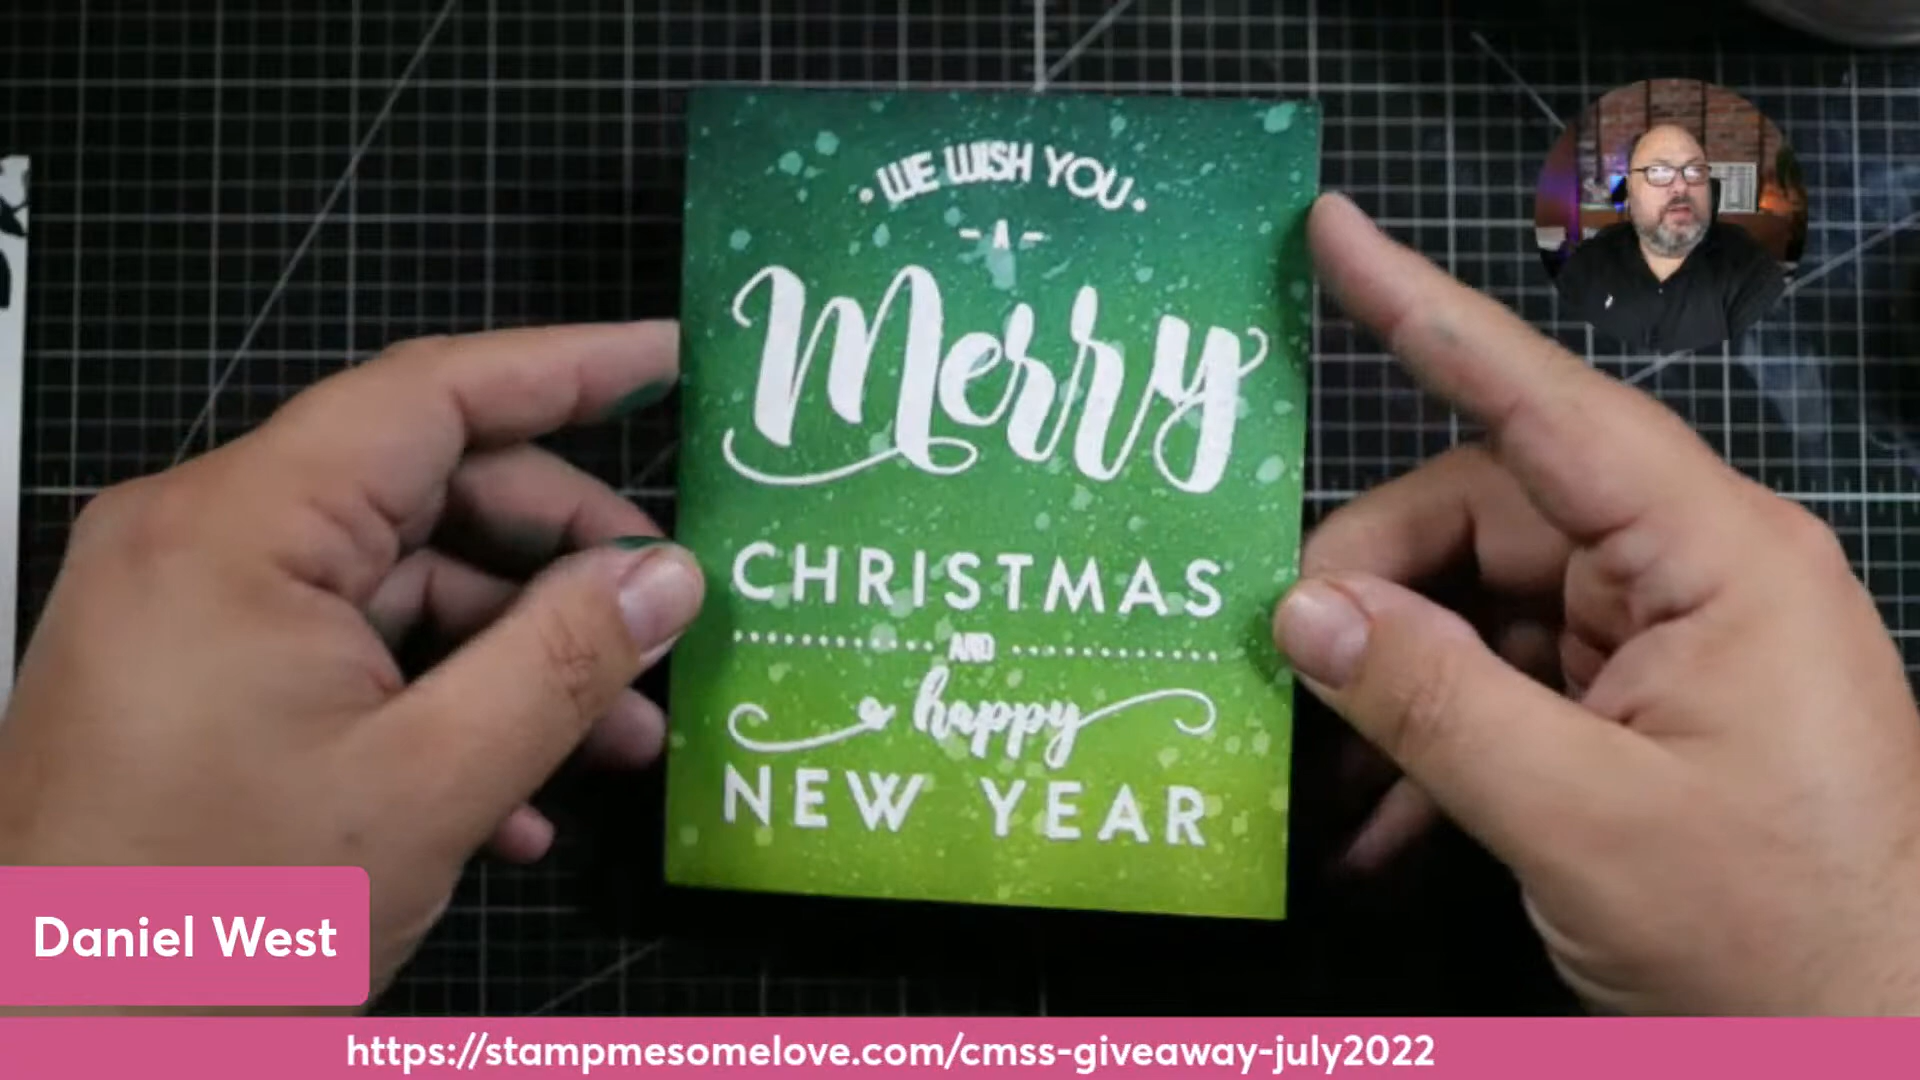 • WE WISH YOU •
- A -
Merry
CHRISTMAS
AND
a happy
NEW YEAR
Daniel West
https://stampmesomelove.com/cmss-giveaway-july2022